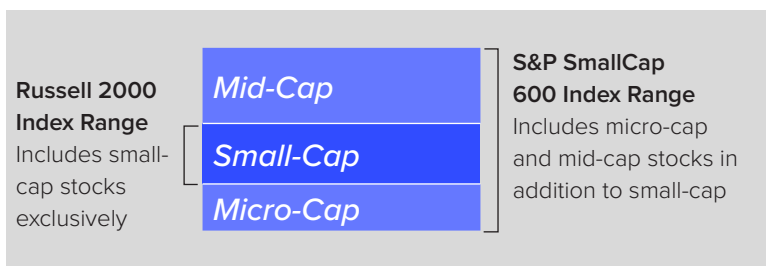 Russell 2000
Index Range
Includes small-
cap stocks
exclusively
Mid-Cap
Small-Cap
Micro-Cap
S&P SmallCap
600 Index Range
Includes micro-cap
and mid-cap stocks in
addition to small-cap